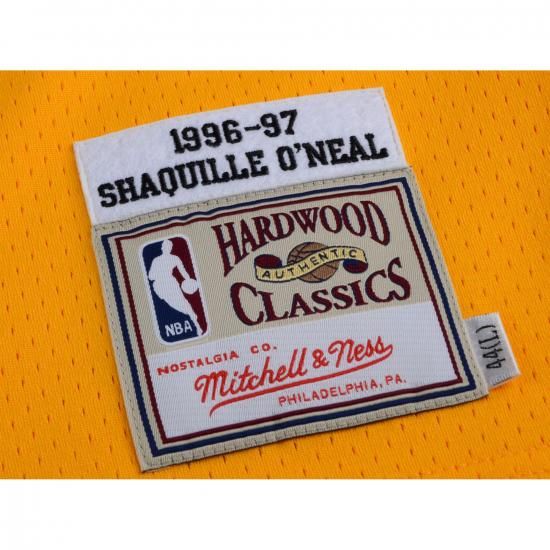 1996-97
SHAQUILLE O'NEAL
HARDWOOD
AUTHENTIC
CLASSICS
NBA
NOSTALGIA CO.
Mitchell & Ness
PHILADELPHIA, PA.
44(L)